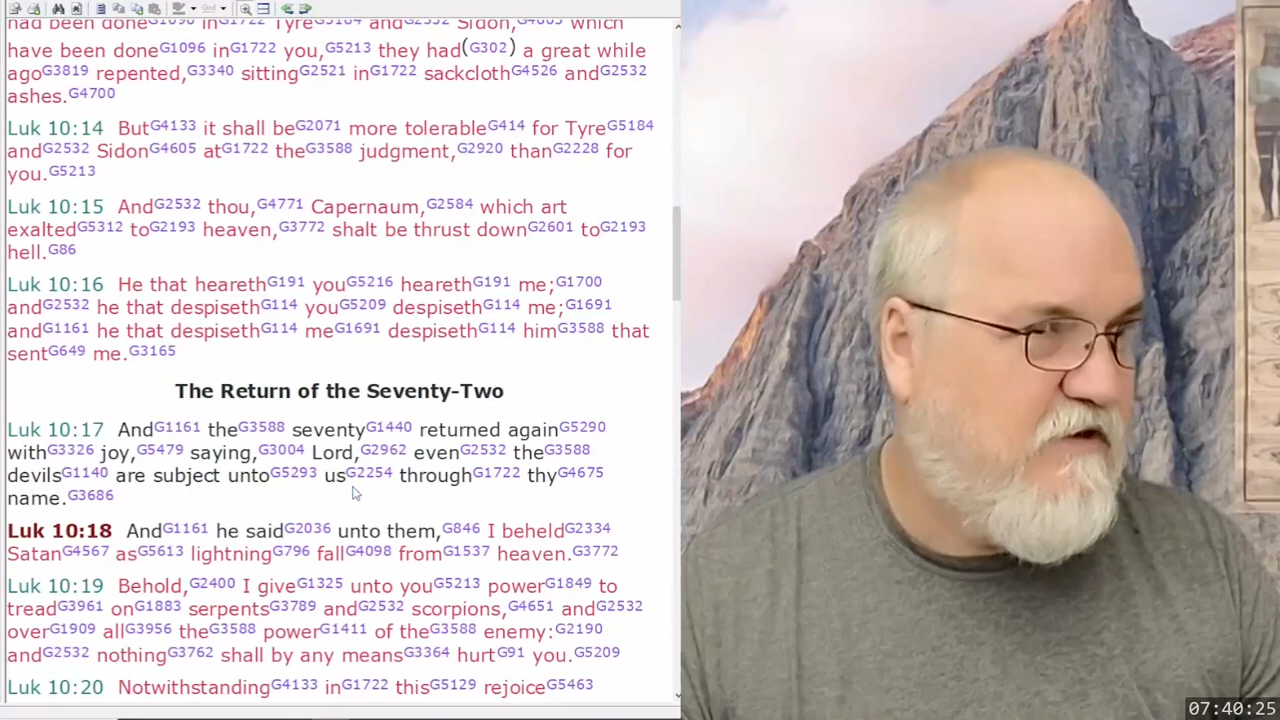 had been done G1096 in G1722 Tyre G5184 and G2532 Sidon, G4605 which
have been done G1096 in G1722 you, G5213 they had (G302) a great while
ago G3819 repented, G3340 sitting G2521 in G1722 sackcloth G4526 and G2532
ashes. G4700
Luk 10:14 But G4133 it shall be G2071 more tolerable G414 for Tyre G5184
and G2532 Sidon G4605 at G1722 the G3588 judgment, G2920 than G2228 for
you. G5213
Luk 10:15 And G2532 thou, G4771 Capernaum, G2584 which art
exalted G5312 to G2193 heaven, G3772 shalt be thrust down G2601 to G2193
hell. G86
Luk 10:16 He that heareth G191 you G5216 heareth G191 me; G1700
and G2532 he that despiseth G114 you G5209 despiseth G114 me; G1691
and G1161 he that despiseth G114 me G1691 despiseth G114 him G3588 that
sent G649 me. G3165
The Return of the Seventy-Two
Luk 10:17 And G1161 the G3588 seventy G1440 returned again G5290
with G3326 joy, G5479 saying, G3004 Lord, G2962 even G2532 the G3588
devils G1140 are subject unto G5293 us G2254 through G1722 thy G4675
name. G3686
Luk 10:18 And G1161 he said G2036 unto them, G846 I beheld G2334
Satan G4567 as G5613 lightning G796 fall G4098 from G1537 heaven. G3772
Luk 10:19 Behold, G2400 I give G1325 unto you G5213 power G1849 to
tread G3961 on G1883 serpents G3789 and G2532 scorpions, G4651 and G2532
over G1909 all G3956 the G3588 power G1411 of the G3588 enemy: G2190
and G2532 nothing G3762 shall by any means G3364 hurt G91 you. G5209
Luk 10:20 Notwithstanding G4133 in G1722 this G5129 rejoice G5463
07:40:25